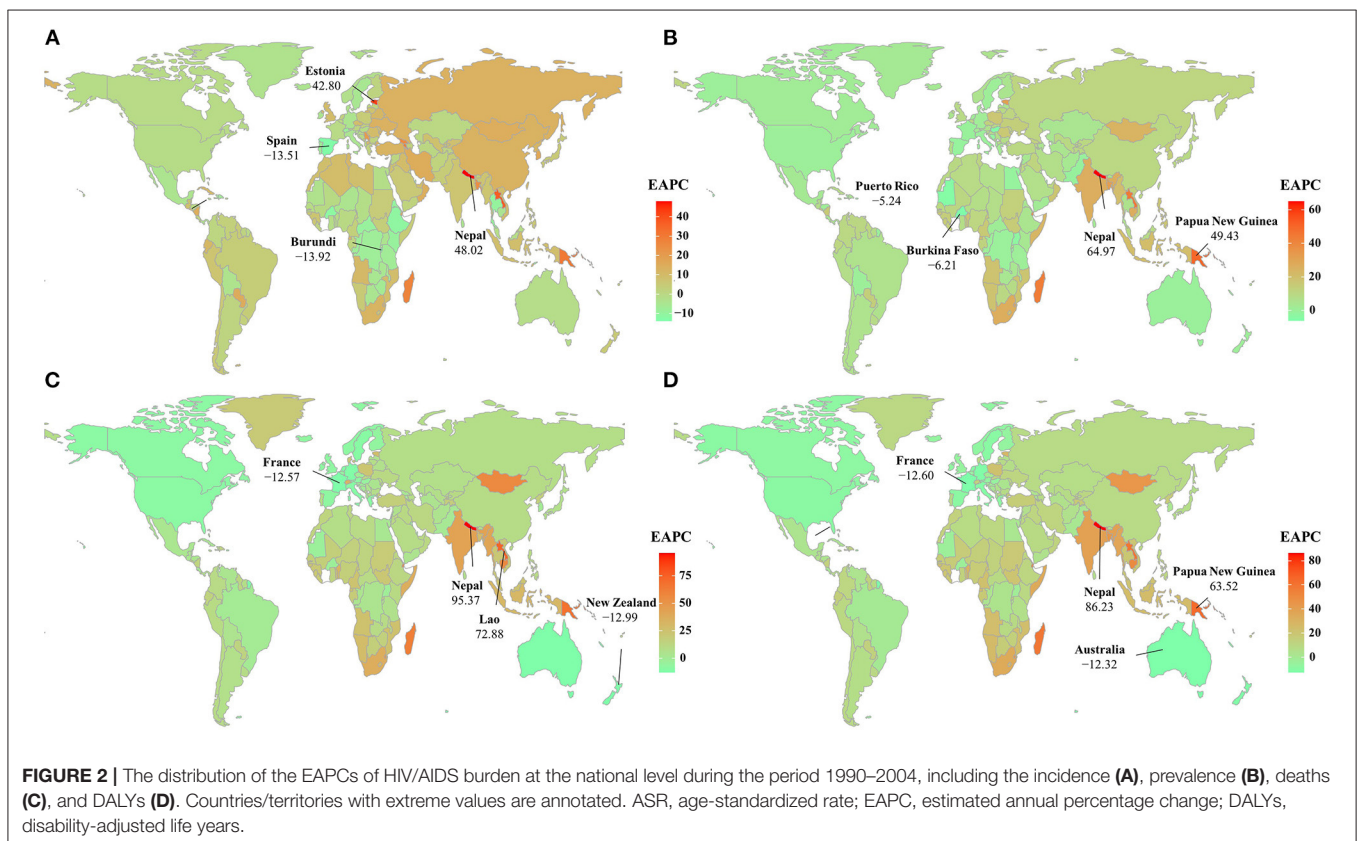 A
Estonia
42.80
Spain
−13.51
Burundi
−13.92
Nepal
48.02
EAPC
40
30
20
10
0
−10
B
Puerto Rico
−5.24
Burkina Faso
−6.21
Nepal
64.97
Papua New Guinea
49.43
EAPC
60
40
20
0
C
France
−12.57
Nepal
95.37
Lao
72.88
New Zealand
−12.99
EAPC
75
50
25
0
D
France
−12.60
Nepal
86.23
Papua New Guinea
63.52
Australia
−12.32
EAPC
80
60
40
20
0
FIGURE 2 | The distribution of the EAPCs of HIV/AIDS burden at the national level during the period 1990–2004, including the incidence (A), prevalence (B), deaths
(C), and DALYs (D). Countries/territories with extreme values are annotated. ASR, age-standardized rate; EAPC, estimated annual percentage change; DALYs,
disability-adjusted life years.